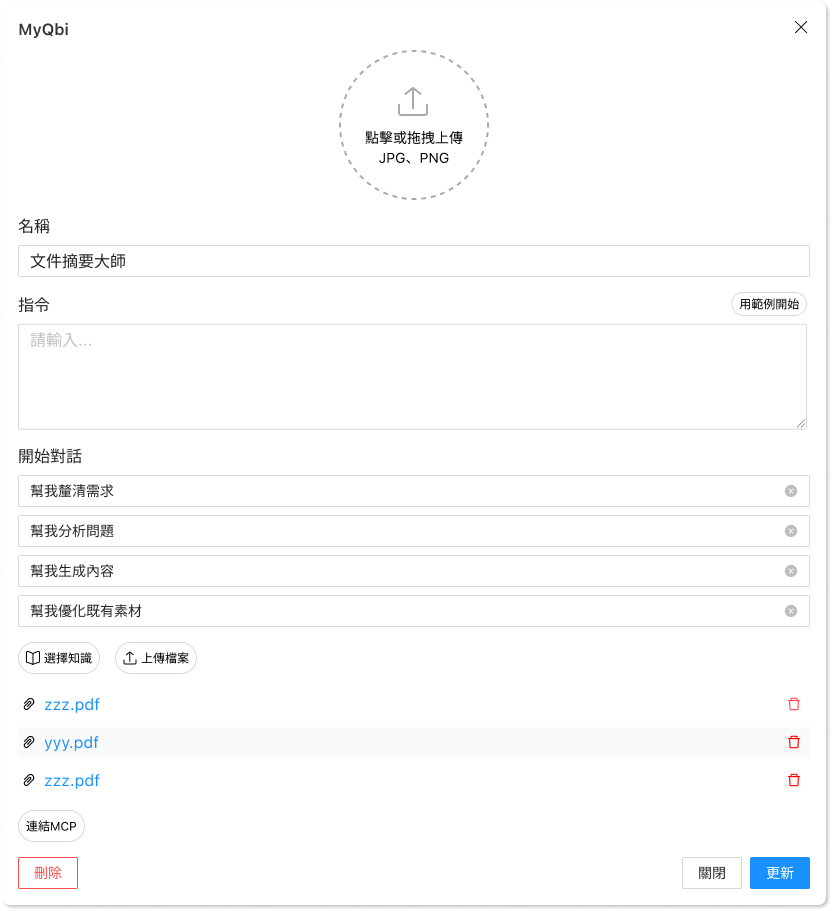 MyQbi
點擊或拖拽上傳
JPG、PNG
名稱
文件摘要大師
指令
用範例開始
請輸入...
開始對話
幫我釐清需求
幫我分析問題
幫我生成內容
幫我優化既有素材
選擇知識
上傳檔案
zzz.pdf
yyy.pdf
zzz.pdf
連結MCP
刪除
關閉
更新